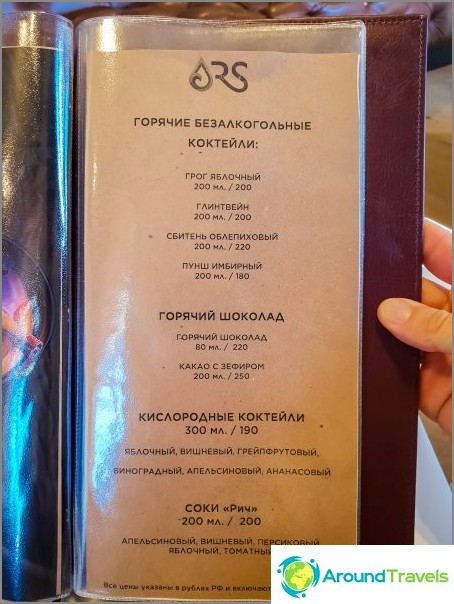 ARS
ГОРЯЧИЕ БЕЗАЛКОГОЛЬНЫЕ
КОКТЕЙЛИ:
ГРОГ ЯБЛОЧНЫЙ
200 МЛ. / 200
ГЛИНТВЕЙН
200 МЛ. / 200
СБИТЕНЬ ОБЛЕПИХОВЫЙ
200 МЛ. / 220
ПУНШ ИМБИРНЫЙ
200 МЛ. / 180
ГОРЯЧИЙ ШОКОЛАД
ГОРЯЧИЙ ШОКОЛАД
80 МЛ. / 220
КАКАО С ЗЕФИРОМ
200 МЛ. / 250
КИСЛОРОДНЫЕ КОКТЕЙЛИ
300 МЛ. / 190
ЯБЛОЧНЫЙ, ВИШНЕВЫЙ, ГРЕЙПФРУТОВЫЙ,
ВИНОГРАДНЫЙ, АПЕЛЬСИНОВЫЙ, АНАНАСОВЫЙ
СОКИ «Рич»
200 МЛ. / 200
АПЕЛЬСИНОВЫЙ, ВИШНЕВЫЙ, ПЕРСИКОВЫЙ
ЯБЛОЧНЫЙ, ТОМАТНЫЙ
Все цены указаны в рублях РФ и включают
AroundTravels